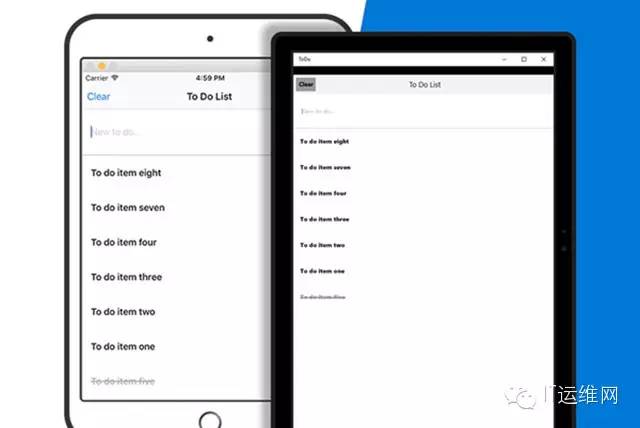 Carrier
4:59 PM
Clear
To Do List
New to do...
To do item eight
To do item seven
To do item four
To do item three
To do item two
To do item one
To do item five
ToDo
Clear
To Do List
New to do...
To do item eight
To do item seven
To do item four
To do item three
To do item two
To do item one
To do item five
IT运维网